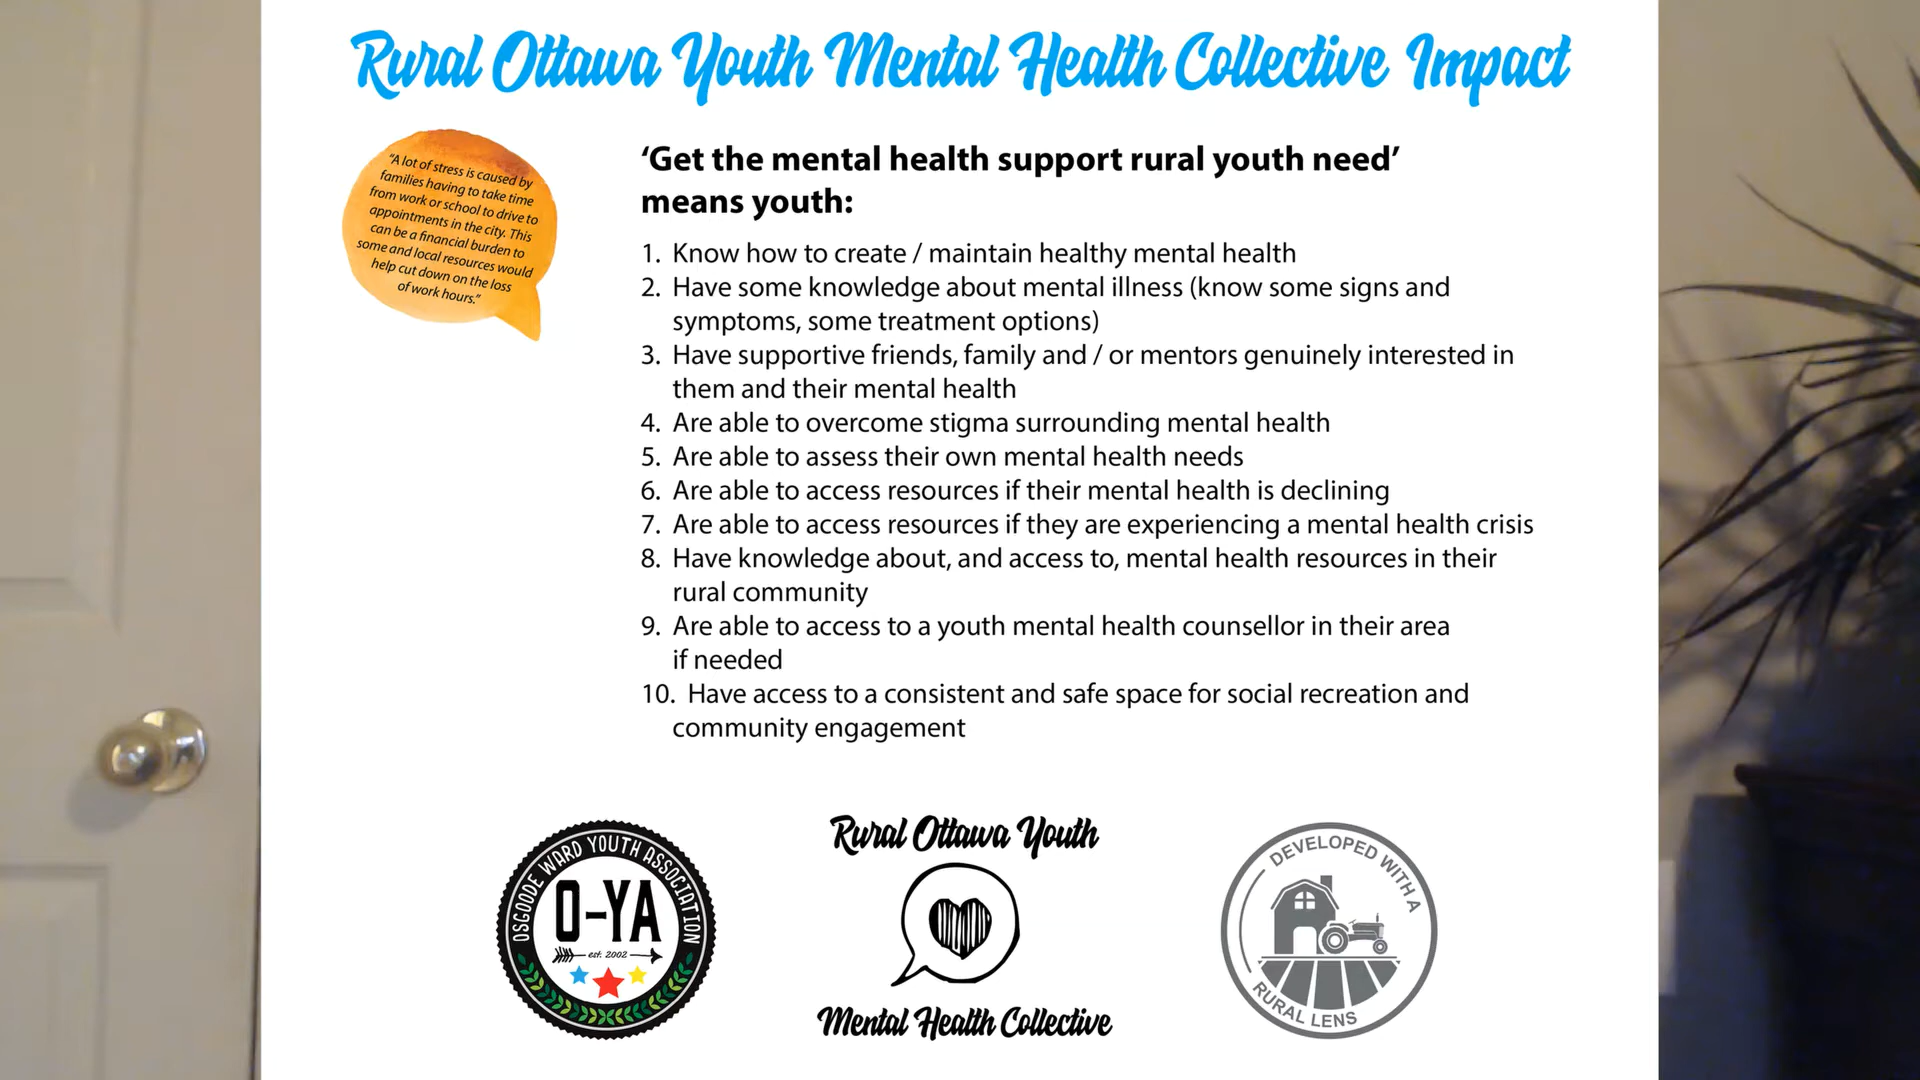 Rural Ottawa Youth Mental Health Collective Impact
“A lot of stress is caused by
families having to take time
from work or school to drive to
appointments in the city. This
can be a financial burden to
some and local resources would
help cut down on the loss
of work hours.”
‘Get the mental health support rural youth need’
means youth:
1. Know how to create / maintain healthy mental health
2. Have some knowledge about mental illness (know some signs and
symptoms, some treatment options)
3. Have supportive friends, family and / or mentors genuinely interested in
them and their mental health
4. Are able to overcome stigma surrounding mental health
5. Are able to assess their own mental health needs
6. Are able to access resources if their mental health is declining
7. Are able to access resources if they are experiencing a mental health crisis
8. Have knowledge about, and access to, mental health resources in their
rural community
9. Are able to access to a youth mental health counsellor in their area
if needed
10. Have access to a consistent and safe space for social recreation and
community engagement
OSGOODE WARD YOUTH ASSOCIATION
O-YA
est. 2002
Rural Ottawa Youth
Mental Health Collective
DEVELOPED WITH A
RURAL LENS